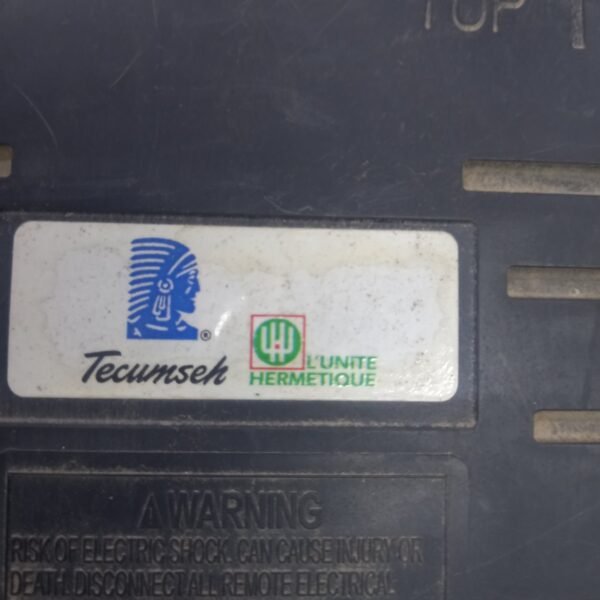 TOP
Tecumseh ®
L'UNITE
HERMETIQUE
WARNING
RISK OF ELECTRIC SHOCK. CAN CAUSE INJURY OR
DEATH. DISCONNECT ALL REMOTE ELECTRICAL